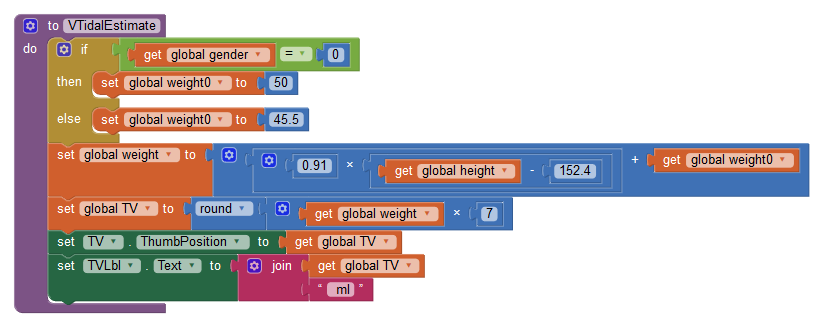 to VTidalEstimate
do if get global gender = 0
then set global weight0 to 50
else set global weight0 to 45.5
set global weight to 0.91 × get global height - 152.4 + get global weight0
set global TV to round get global weight × 7
set TV . ThumbPosition to get global TV
set TVLbl . Text to join get global TV
“ ml ”